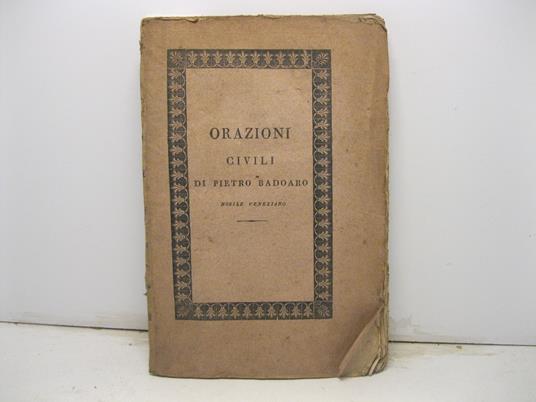 ORAZIONI
CIVILI
DI PIETRO BADOARO
NOBILE VENEZIANO